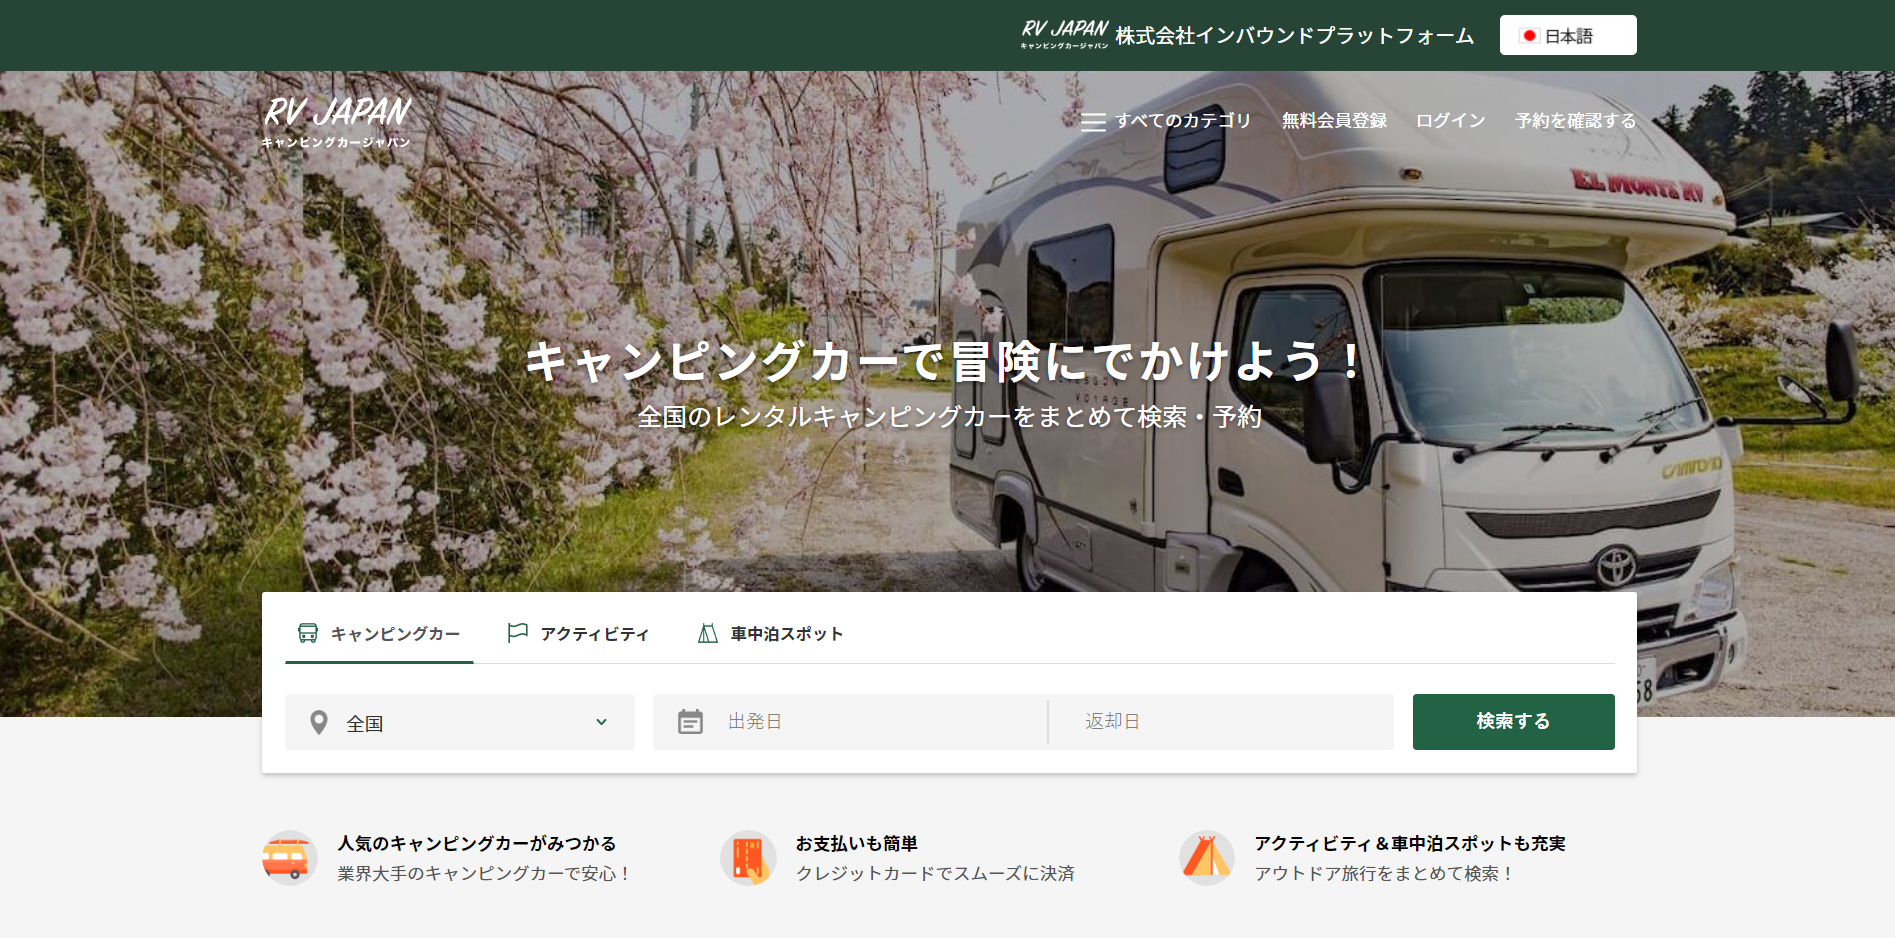 RV JAPAN
キャンピングカージャパン
株式会社インバウンドプラットフォーム
日本語
RV JAPAN
キャンピングカージャパン
すべてのカテゴリ
無料会員登録
ログイン
予約を確認する
EL MONTE RV
キャンピングカーで冒険にでかけよう！
VOYAGE
全国のレンタルキャンピングカーをまとめて検索・予約
CAMROAD
キャンピングカー
アクティビティ
車中泊スポット
全国
出発日
返却日
検索する
人気のキャンピングカーがみつかる
業界大手のキャンピングカーで安心！
お支払いも簡単
クレジットカードでスムーズに決済
アクティビティ＆車中泊スポットも充実
アウトドア旅行をまとめて検索！